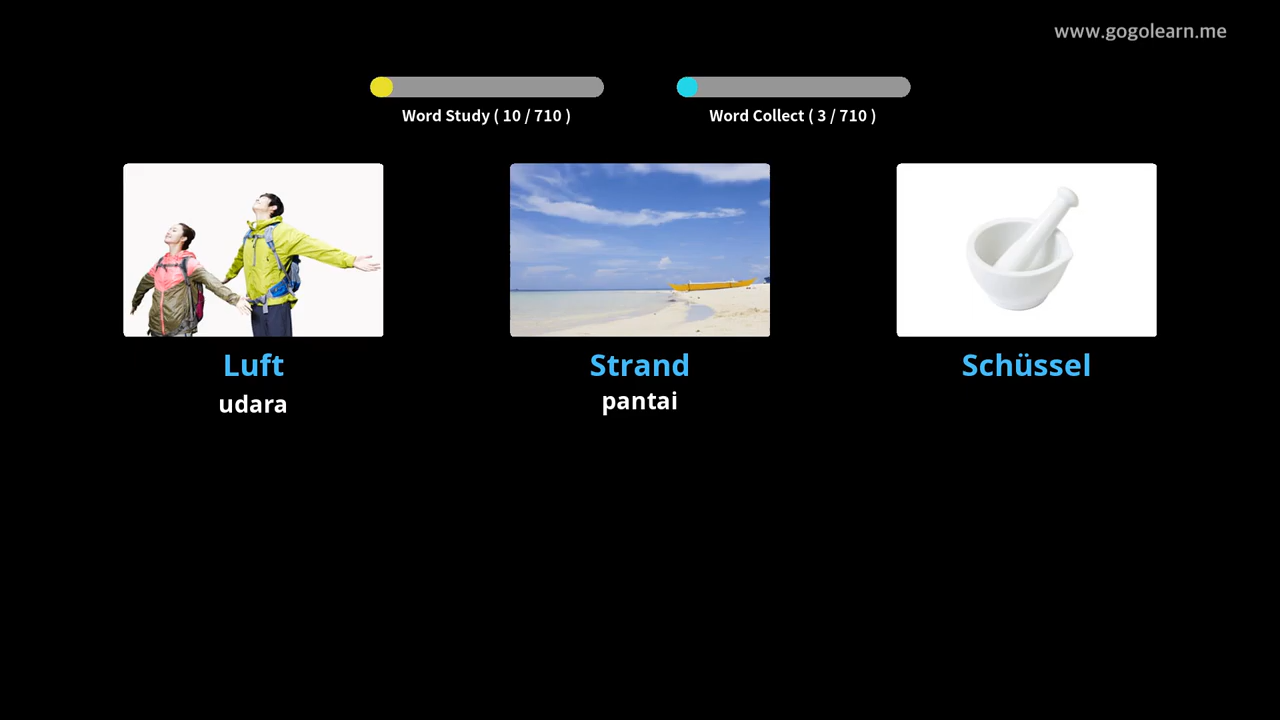 www.gogolearn.me
Word Study ( 10 / 710 )
Word Collect ( 3 / 710 )
Luft
udara
Strand
pantai
Schüssel